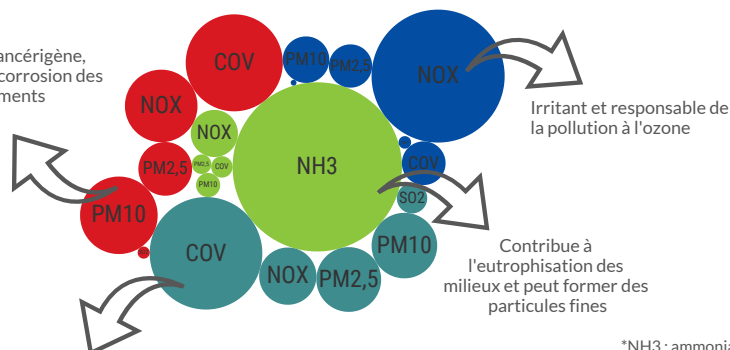 ancérigène,
corrosion des
ments
COV
PM10
PM2,5
NOX
NOX
NOX
Irritant et responsable de
la pollution à l'ozone
PM2,5
PM2,5
COV
PM10
NH3
COV
SO2
PM10
COV
PM10
NOX
PM2,5
Contribue à
l'eutrophisation des
milieux et peut former des
particules fines
*NH3 : ammonia